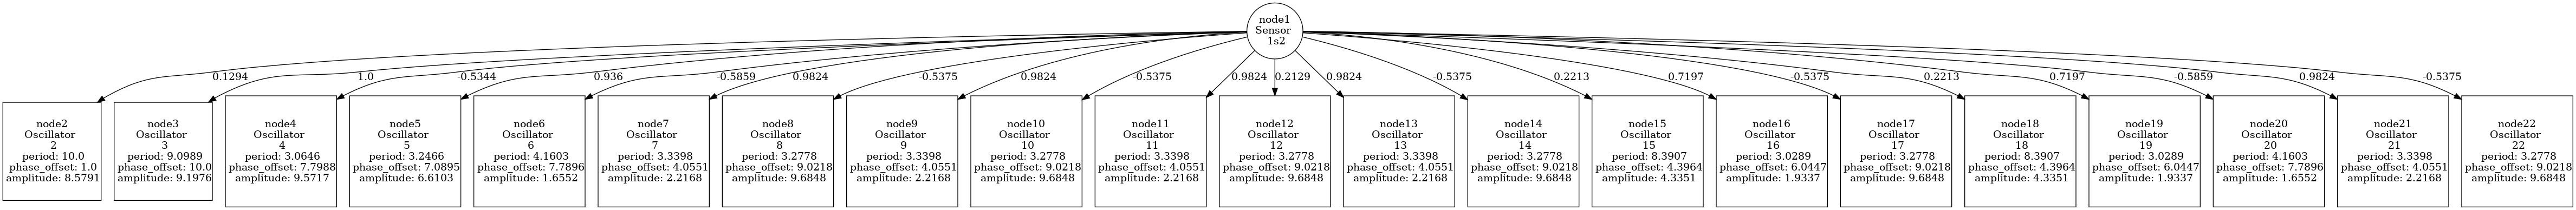 node1
Sensor
1s2
0.1294
1.0
-0.5344
0.936
-0.5859
0.9824
-0.5375
0.9824
-0.5375
0.9824
0.2129
0.9824
-0.5375
0.2213
0.7197
-0.5375
0.2213
0.7197
-0.5859
0.9824
-0.5375
node2
Oscillator
2
period: 10.0
phase_offset: 1.0
amplitude: 8.5791
node3
Oscillator
3
period: 9.0989
phase_offset: 10.0
amplitude: 9.1976
node4
Oscillator
4
period: 3.0646
phase_offset: 7.7988
amplitude: 9.5717
node5
Oscillator
5
period: 3.2466
phase_offset: 7.0895
amplitude: 6.6103
node6
Oscillator
6
period: 4.1603
phase_offset: 7.7896
amplitude: 1.6552
node7
Oscillator
7
period: 3.3398
phase_offset: 4.0551
amplitude: 2.2168
node8
Oscillator
8
period: 3.2778
phase_offset: 9.0218
amplitude: 9.6848
node9
Oscillator
9
period: 3.3398
phase_offset: 4.0551
amplitude: 2.2168
node10
Oscillator
10
period: 3.2778
phase_offset: 9.0218
amplitude: 9.6848
node11
Oscillator
11
period: 3.3398
phase_offset: 4.0551
amplitude: 2.2168
node12
Oscillator
12
period: 3.2778
phase_offset: 9.0218
amplitude: 9.6848
node13
Oscillator
13
period: 3.3398
phase_offset: 4.0551
amplitude: 2.2168
node14
Oscillator
14
period: 3.2778
phase_offset: 9.0218
amplitude: 9.6848
node15
Oscillator
15
period: 8.3907
phase_offset: 4.3964
amplitude: 4.3351
node16
Oscillator
16
period: 3.0289
phase_offset: 6.0447
amplitude: 1.9337
node17
Oscillator
17
period: 3.2778
phase_offset: 9.0218
amplitude: 9.6848
node18
Oscillator
18
period: 8.3907
phase_offset: 4.3964
amplitude: 4.3351
node19
Oscillator
19
period: 3.0289
phase_offset: 6.0447
amplitude: 1.9337
node20
Oscillator
20
period: 4.1603
phase_offset: 7.7896
amplitude: 1.6552
node21
Oscillator
21
period: 3.3398
phase_offset: 4.0551
amplitude: 2.2168
node22
Oscillator
22
period: 3.2778
phase_offset: 9.0218
amplitude: 9.6848